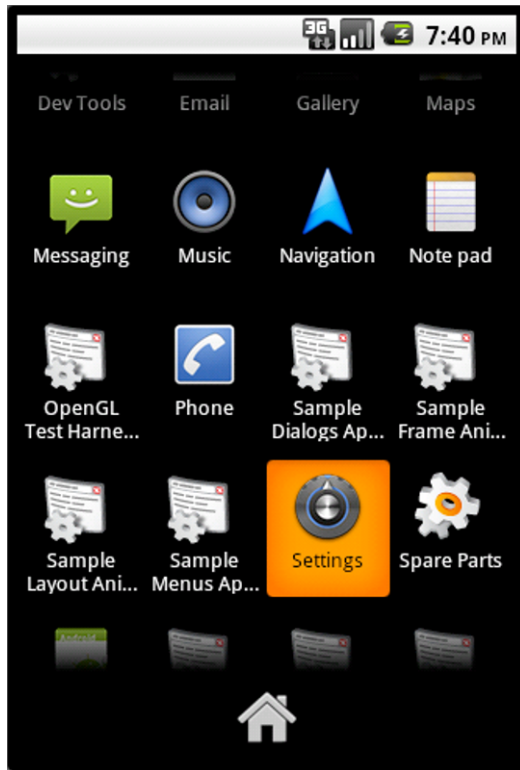 3G 7:40 PM
Dev Tools Email Gallery Maps
Messaging Music Navigation Note pad
OpenGL Phone Sample Sample
Test Harne... Dialogs Ap... Frame Ani...
Sample Sample Settings Spare Parts
Layout Ani... Menus Ap...
Android